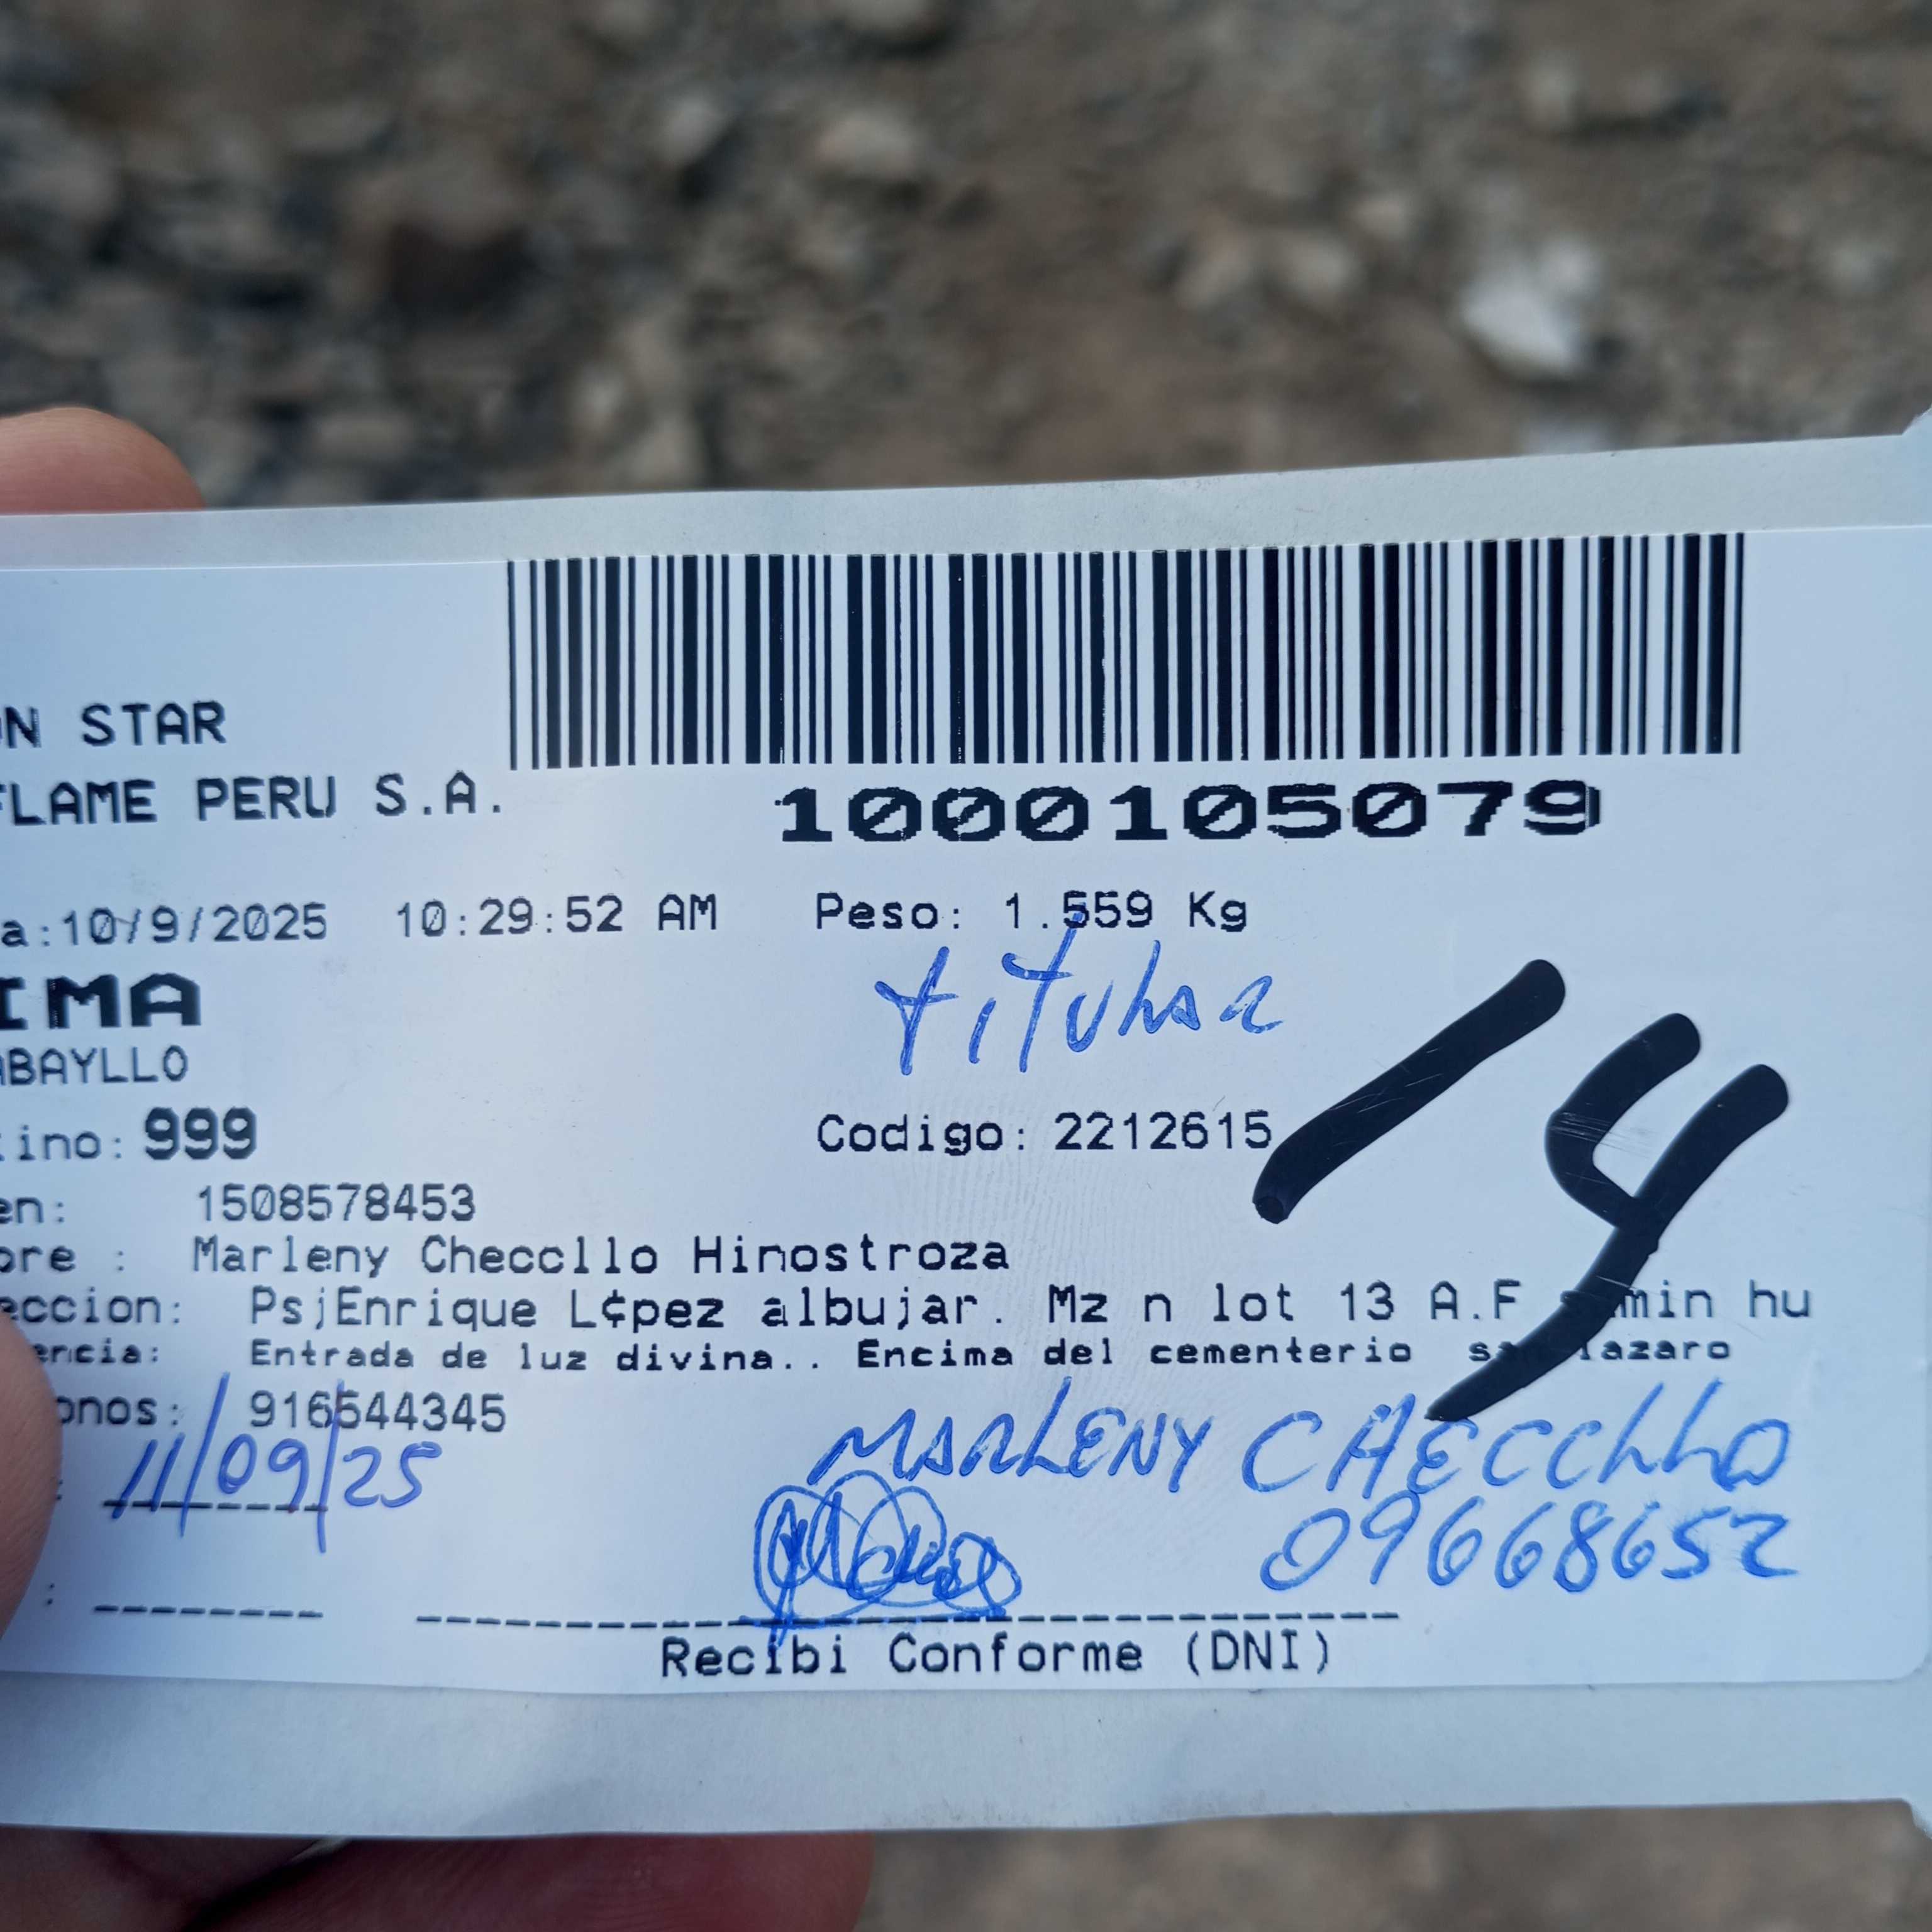 ON STAR
FLAME PERU S.A.
1000105079
a:10/9/2025 10:29:52 AM Peso: 1.559 Kg
IMA
titular
ABAYLLO
ino: 999
Codigo: 2212615
14
en: 1508578453
bre : Marleny Checcllo Hinostroza
eccion: PsjEnrique L¢pez albujar. Mz n lot 13 A.F min hu
encia: Entrada de luz divina.. Encima del cementerio san lazaro
onos: 916544345
MARLENY CHECCLLO
: 11/09/25
09668652
:
Recibi Conforme (DNI)